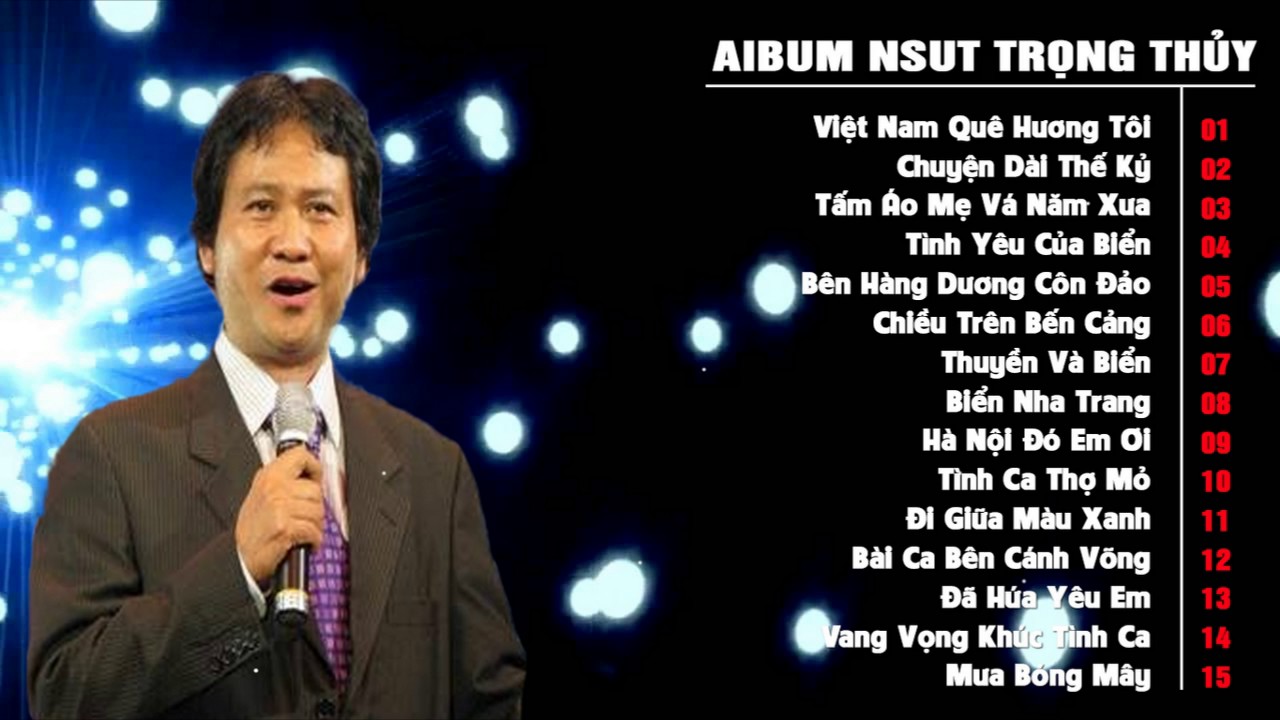 AIBUM NSUT TRỌNG THỦY
Việt Nam Quê Hương Tôi 01
Chuyện Dài Thế Kỷ 02
Tấm Áo Mẹ Vá Năm Xưa 03
Tình Yêu Của Biển 04
Bên Hàng Dương Côn Đảo 05
Chiều Trên Bến Cảng 06
Thuyền Và Biển 07
Biển Nha Trang 08
Hà Nội Đó Em Ơi 09
Tình Ca Thợ Mỏ 10
Đi Giữa Màu Xanh 11
Bài Ca Bên Cánh Võng 12
Đã Hứa Yêu Em 13
Vang Vọng Khúc Tình Ca 14
Mưa Bóng Mây 15